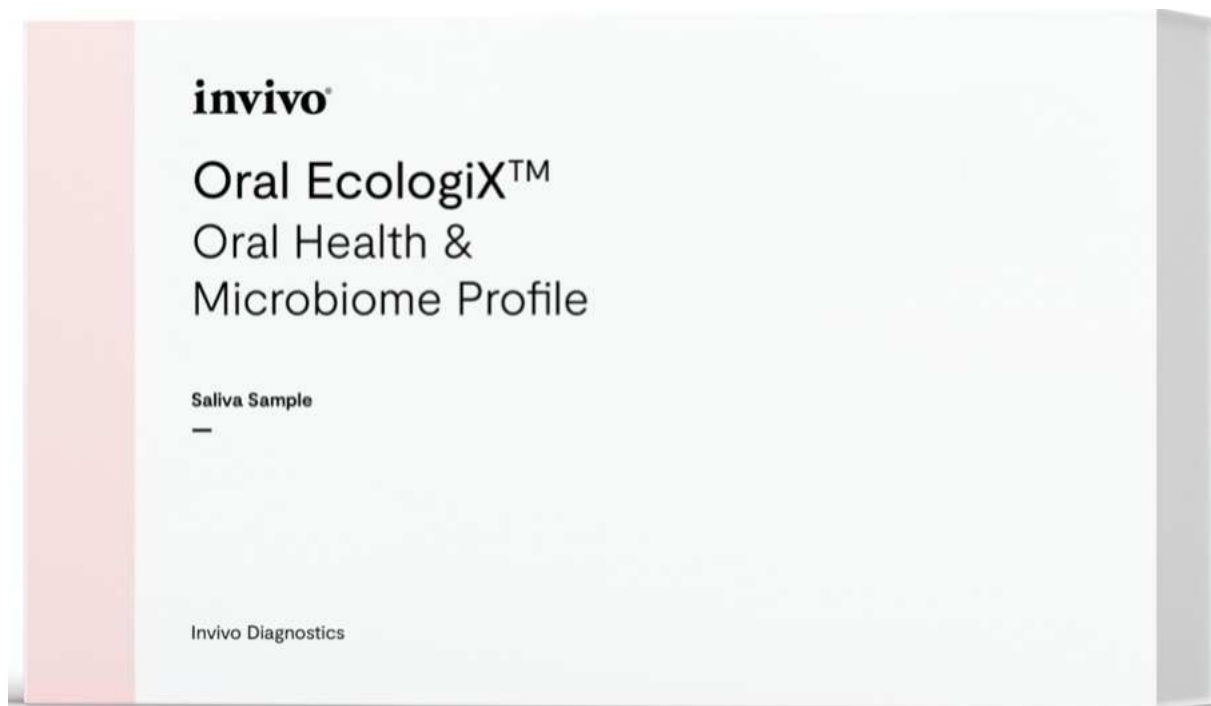 invivo®
Oral EcologiX™
Oral Health &
Microbiome Profile
Saliva Sample
Invivo Diagnostics